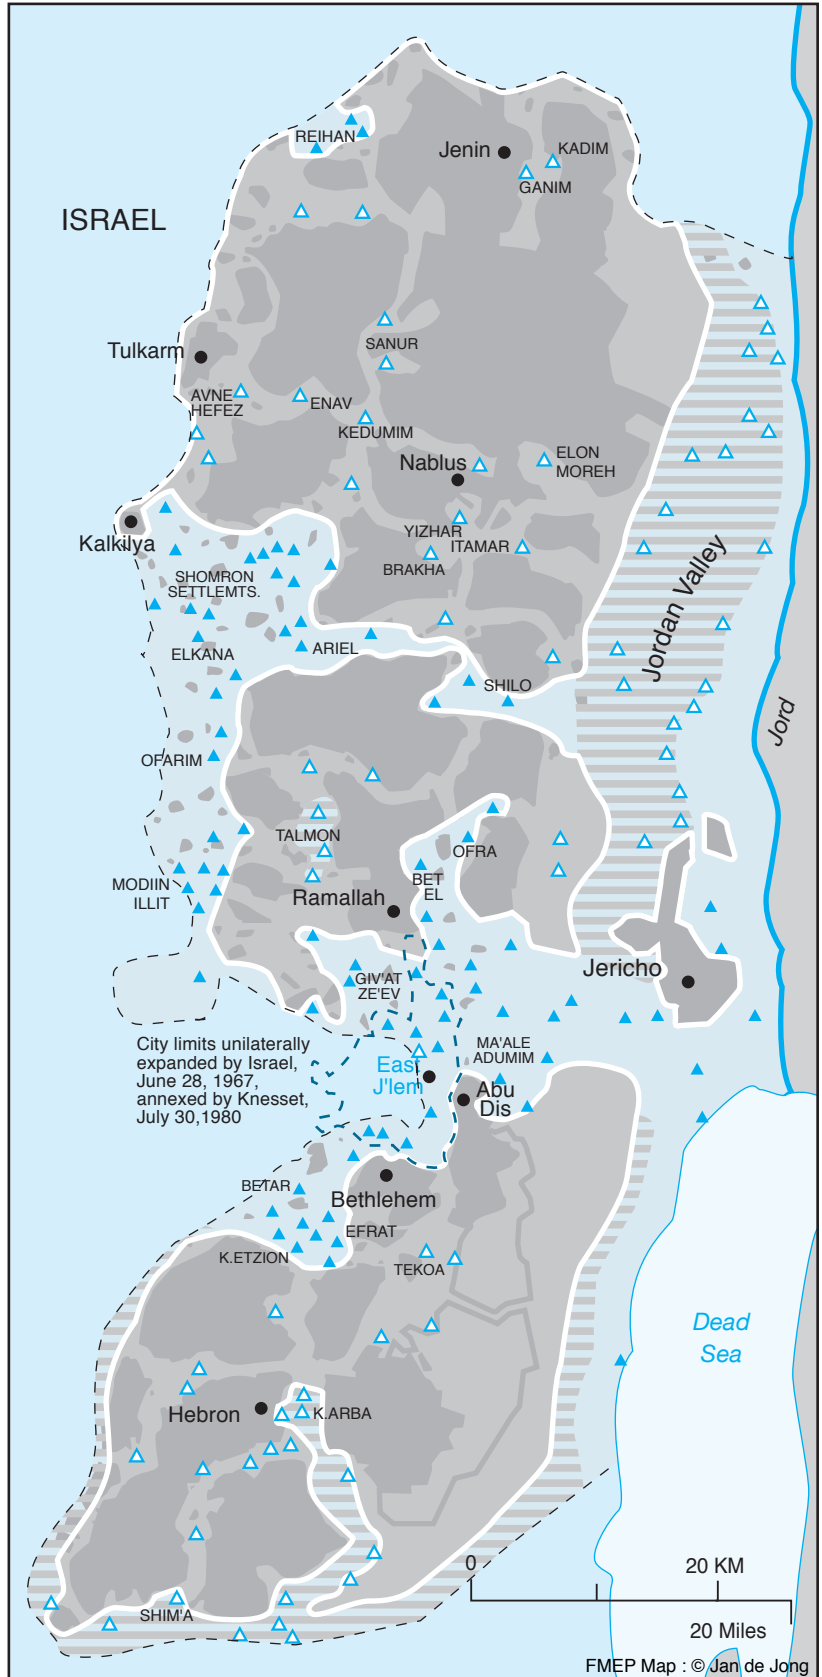 REIHAN
Jenin
KADIM
GANIM
ISRAEL
Tulkarm
SANUR
AVNE
HEFEZ
ENAV
KEDUMIM
Nablus
ELON
MOREH
Kalkilya
YIZHAR
ITAMAR
BRAKHA
SHOMRON
SETTLEMTS.
Jordan Valley
ELKANA
ARIEL
SHILO
Jord
OFARIM
TALMON
OFRA
BET
EL
MODIIN
ILLIT
Ramallah
Jericho
GIV'AT
ZE'EV
City limits unilaterally
expanded by Israel,
June 28, 1967,
annexed by Knesset,
July 30,1980
MA'ALE
ADUMIM
East
J'lem
Abu
Dis
BETAR
Bethlehem
EFRAT
K.ETZION
TEKOA
Dead
Sea
Hebron
K.ARBA
SHIM'A
0
20 KM
20 Miles
FMEP Map : © Jan de Jong